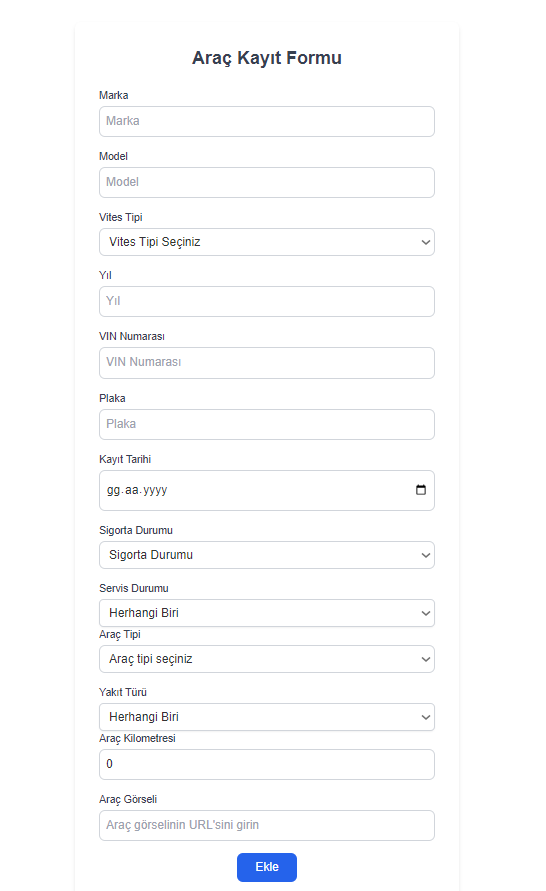 Araç Kayıt Formu
Marka
Marka
Model
Model
Vites Tipi
Vites Tipi Seçiniz
Yıl
Yıl
VIN Numarası
VIN Numarası
Plaka
Plaka
Kayıt Tarihi
gg.aa.yyyy
Sigorta Durumu
Sigorta Durumu
Servis Durumu
Herhangi Biri
Araç Tipi
Araç tipi seçiniz
Yakıt Türü
Herhangi Biri
Araç Kilometresi
0
Araç Görseli
Araç görselinin URL'sini girin
Ekle